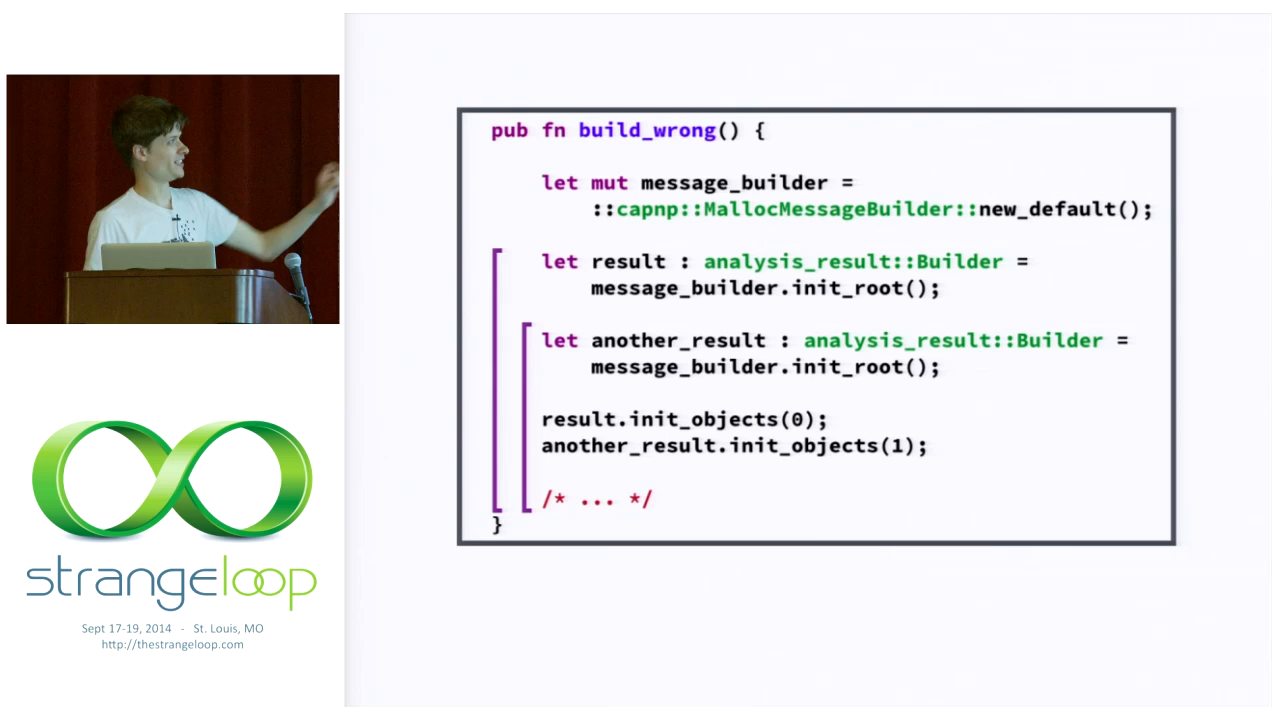 pub fn build_wrong() {
let mut message_builder =
::capnp::MallocMessageBuilder::new_default();
let result : analysis_result::Builder =
message_builder.init_root();
let another_result : analysis_result::Builder =
message_builder.init_root();
result.init_objects(0);
another_result.init_objects(1);
/* ... */
}
strangeloop
Sept 17-19, 2014 - St. Louis, MO
http://thestrangeloop.com